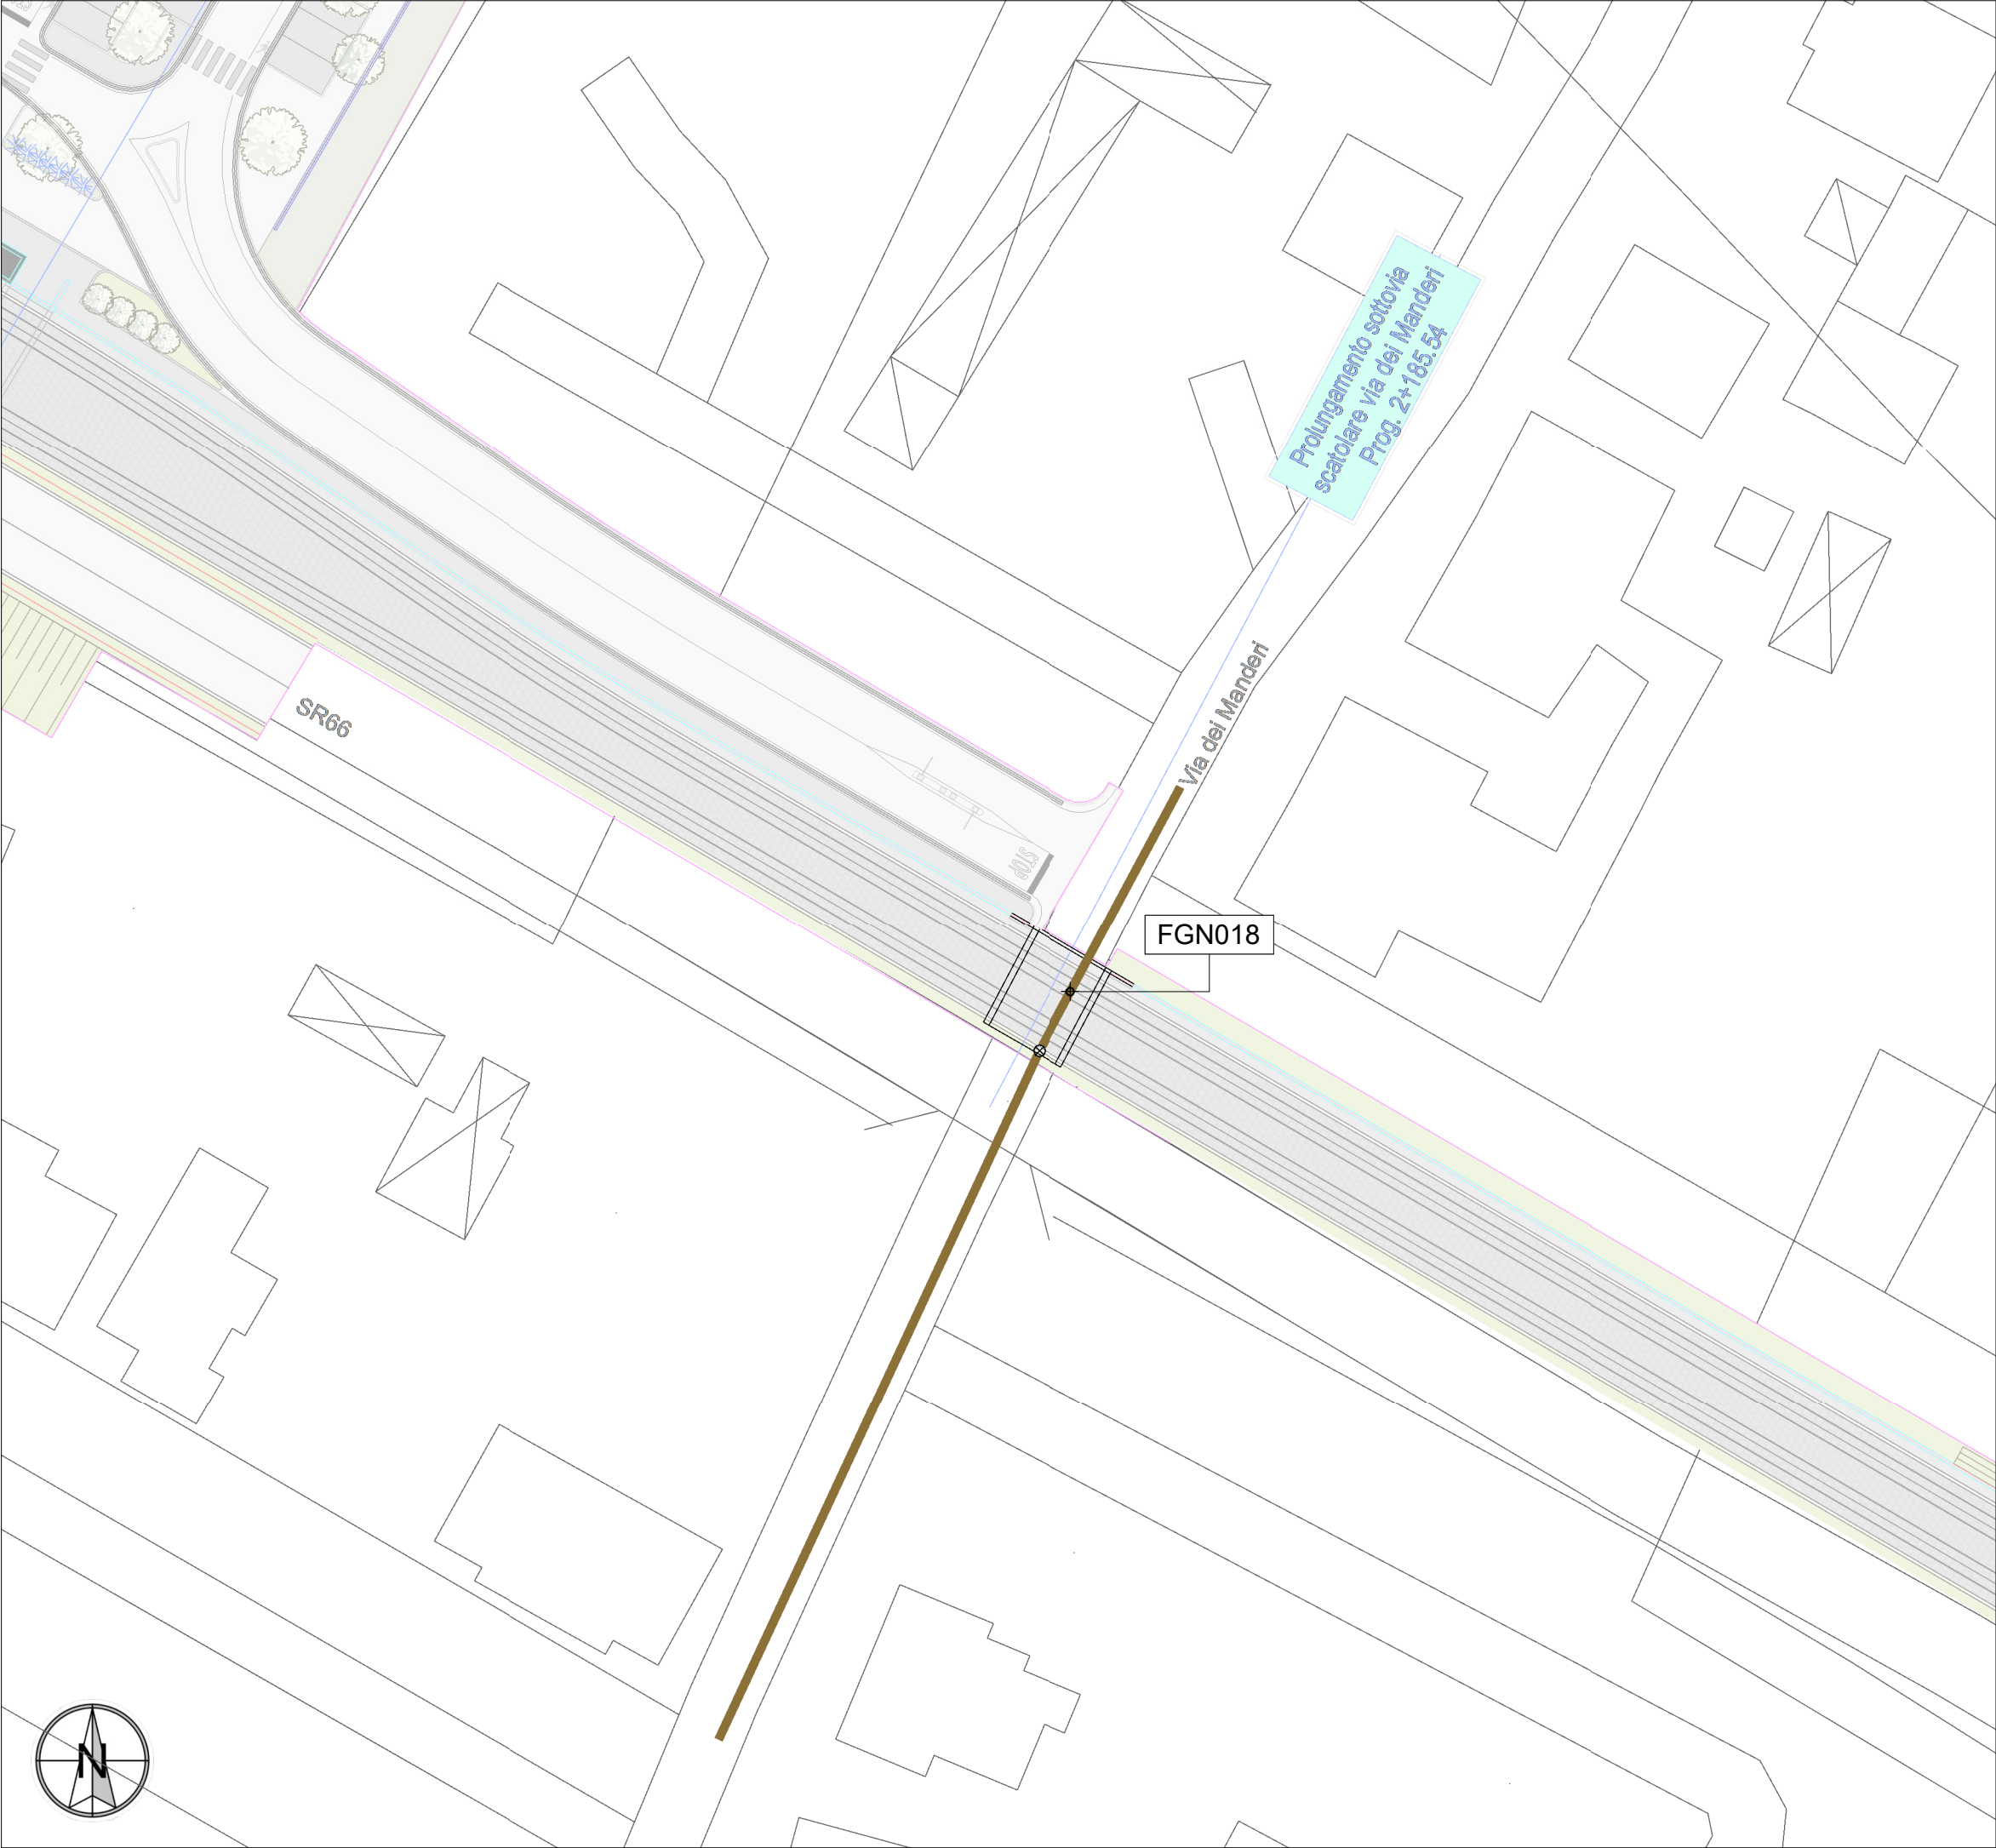 Prolungamento sottovia
scatolare via dei Manderi
Prog. 2+185.54
Via dei Manderi
SR66
STOP
FGN018
N